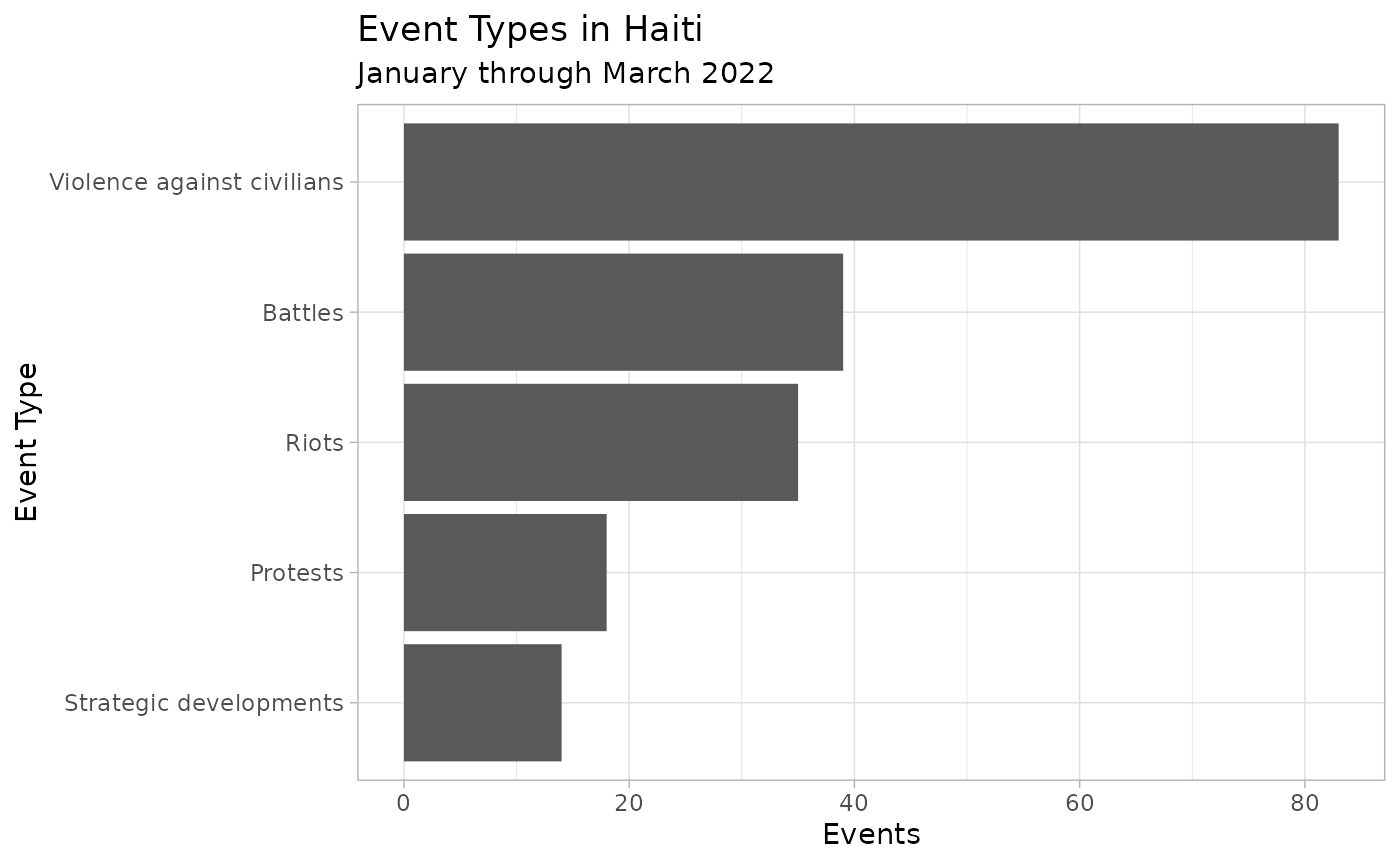 Event Types in Haiti
January through March 2022
Violence against civilians
Battles
Riots
Protests
Strategic developments
Event Type
0 20 40 60 80
Events